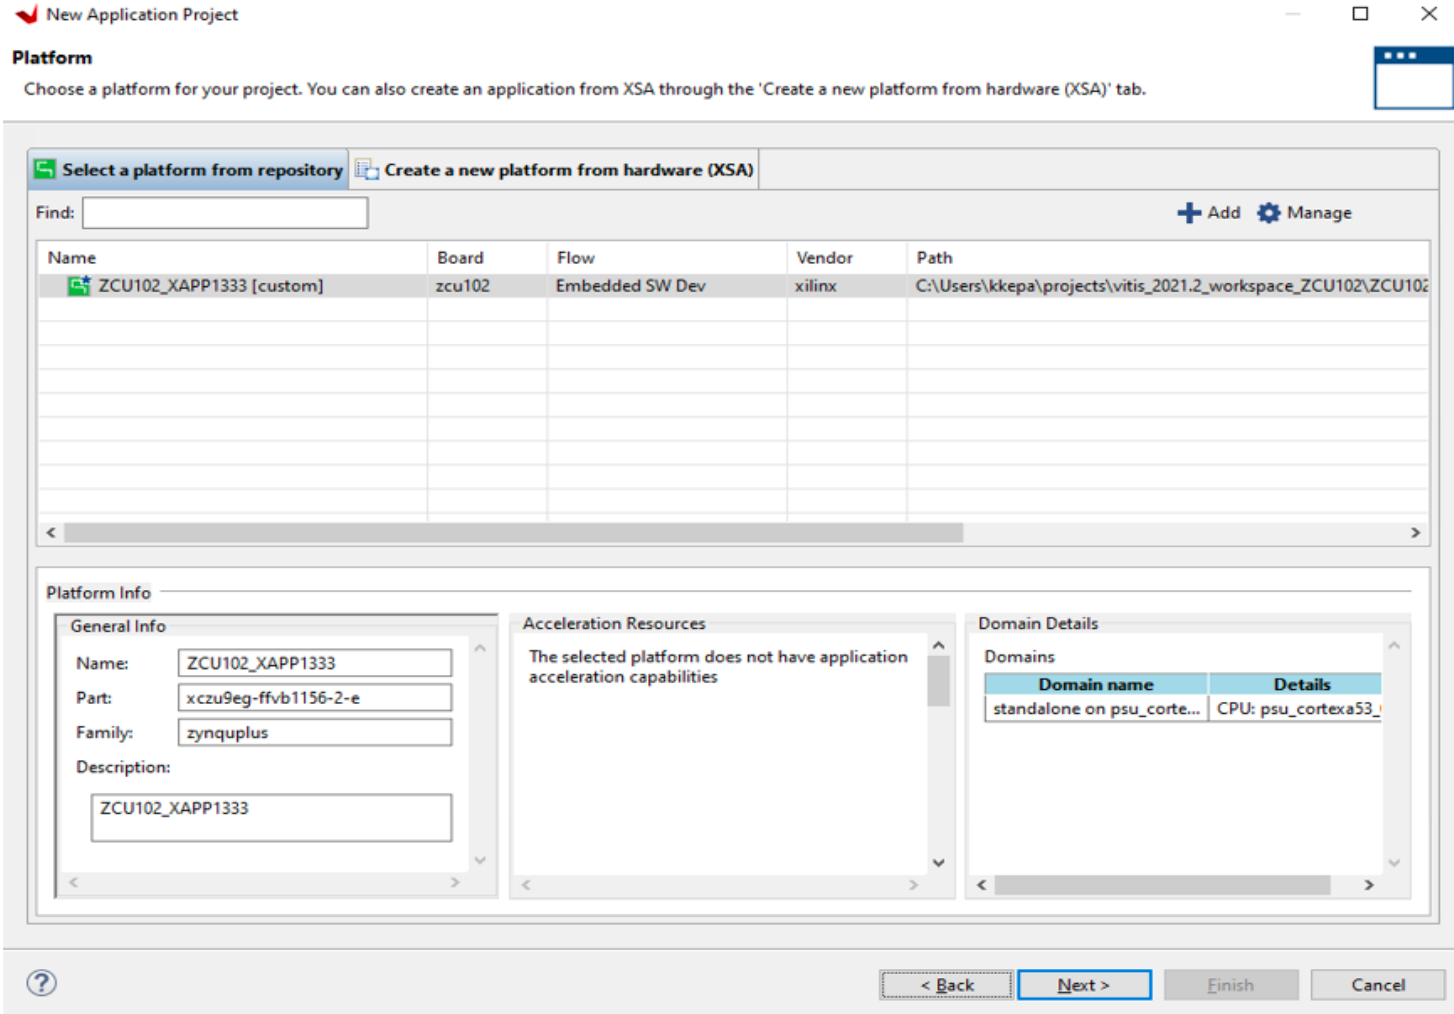 New Application Project
Platform
Choose a platform for your project. You can also create an application from XSA through the 'Create a new platform from hardware (XSA)' tab.
Select a platform from repository Create a new platform from hardware (XSA)
Find: Add Manage
Name Board Flow Vendor Path
ZCU102_XAPP1333 [custom] zcu102 Embedded SW Dev xilinx C:\Users\kkepa\projects\vitis_2021.2_workspace_ZCU102\ZCU102
Platform Info
General Info
Name: ZCU102_XAPP1333
Part: xczu9eg-ffvb1156-2-e
Family: zynquplus
Description:
ZCU102_XAPP1333
Acceleration Resources
The selected platform does not have application
acceleration capabilities
Domain Details
Domains
Domain name Details
standalone on psu_corte... CPU: psu_cortexa53_
? < Back Next > Finish Cancel